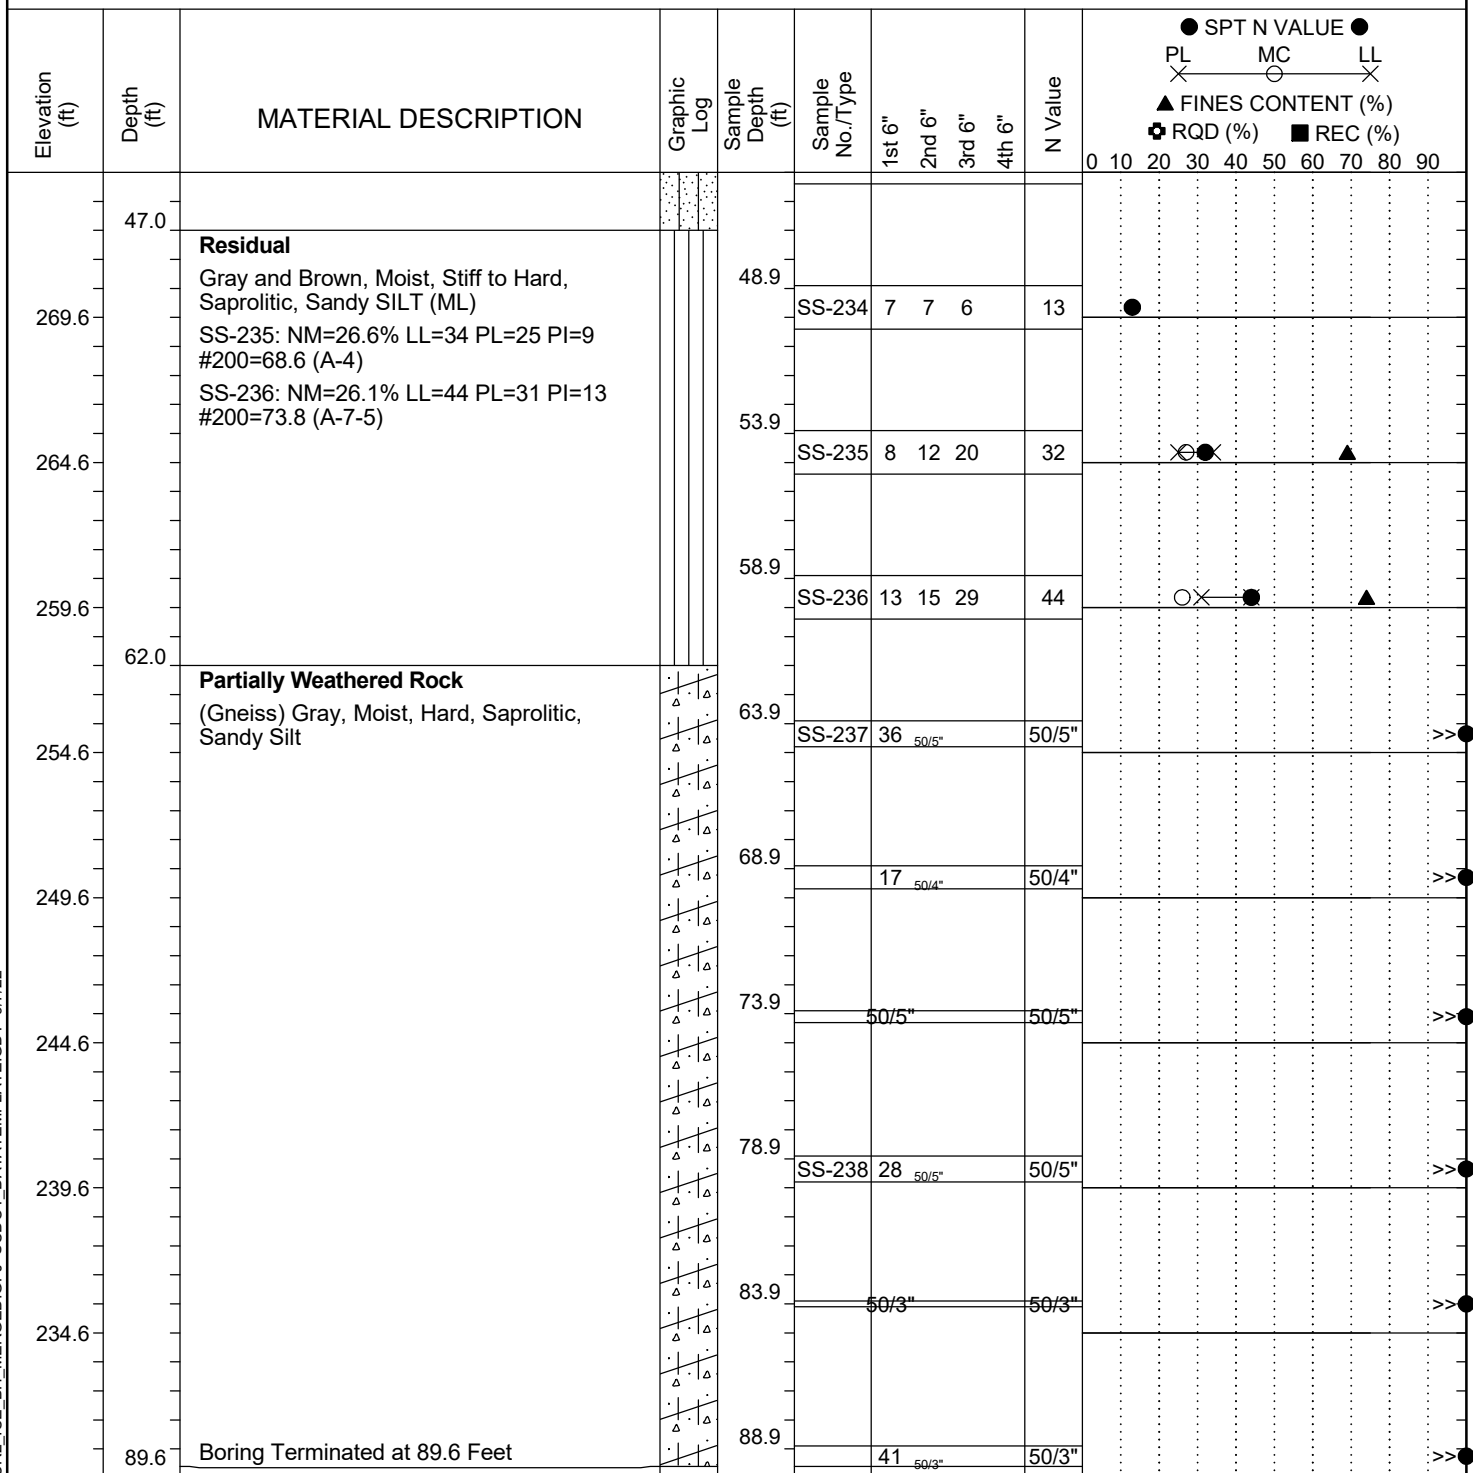 ● SPT N VALUE ●
PL MC LL
▲ FINES CONTENT (%)
RQD (%) ■ REC (%)
Elevation (ft)
Depth (ft)
MATERIAL DESCRIPTION
Graphic Log
Sample Depth (ft)
Sample No./Type
1st 6"
2nd 6"
3rd 6"
4th 6"
N Value
0 10 20 30 40 50 60 70 80 90
47.0
Residual
Gray and Brown, Moist, Stiff to Hard,
Saprolitic, Sandy SILT (ML)
SS-235: NM=26.6% LL=34 PL=25 PI=9
#200=68.6 (A-4)
SS-236: NM=26.1% LL=44 PL=31 PI=13
#200=73.8 (A-7-5)
48.9
SS-234 7 7 6 13
269.6
53.9
SS-235 8 12 20 32
264.6
58.9
SS-236 13 15 29 44
259.6
62.0
Partially Weathered Rock
(Gneiss) Gray, Moist, Hard, Saprolitic,
Sandy Silt
63.9
SS-237 36 50/5" 50/5" >>
254.6
68.9
17 50/4" 50/4" >>
249.6
73.9
50/5" 50/5" >>
244.6
78.9
SS-238 28 50/5" 50/5" >>
239.6
83.9
50/3" 50/3" >>
234.6
88.9
89.6 Boring Terminated at 89.6 Feet
41 50/3" 50/3" >>